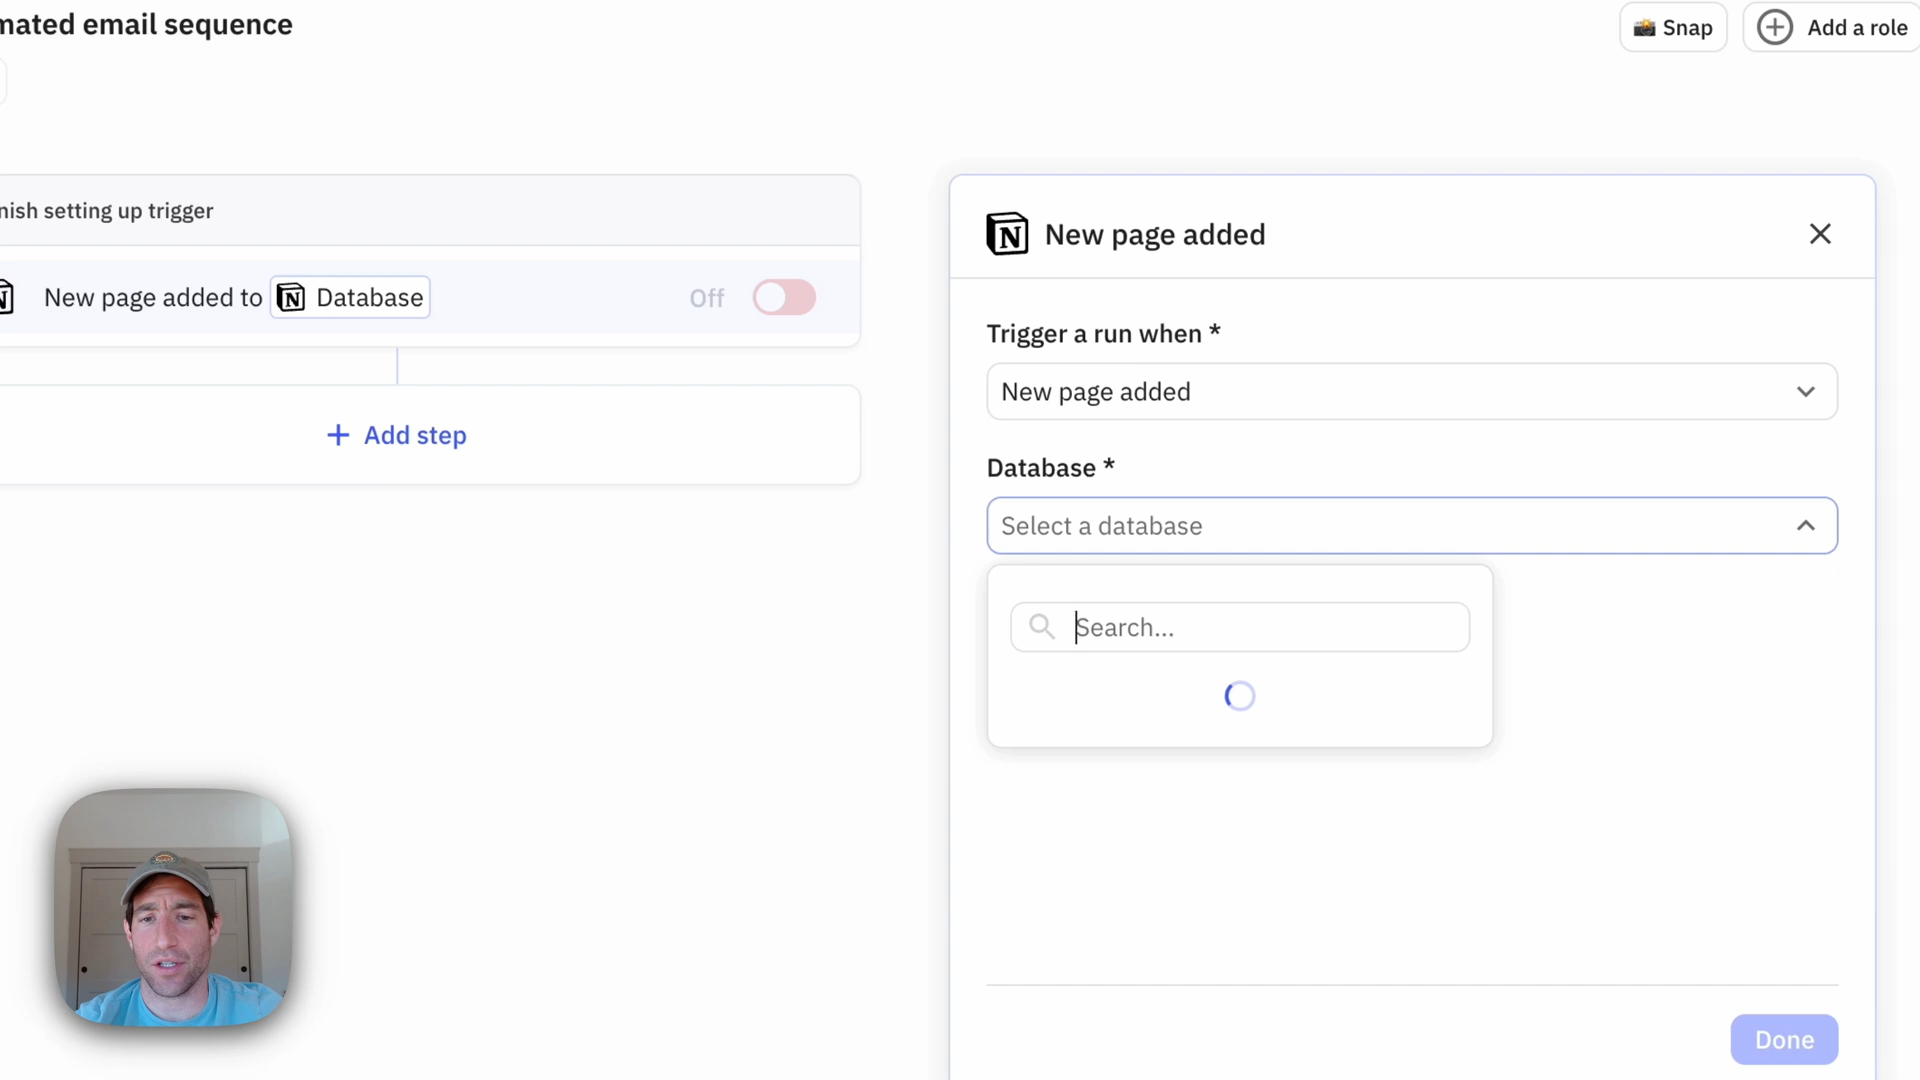 mated email sequence
Snap
Add a role
nish setting up trigger
New page added to Database
Off
Add step
New page added
Trigger a run when *
New page added
Database *
Select a database
Search...
Done